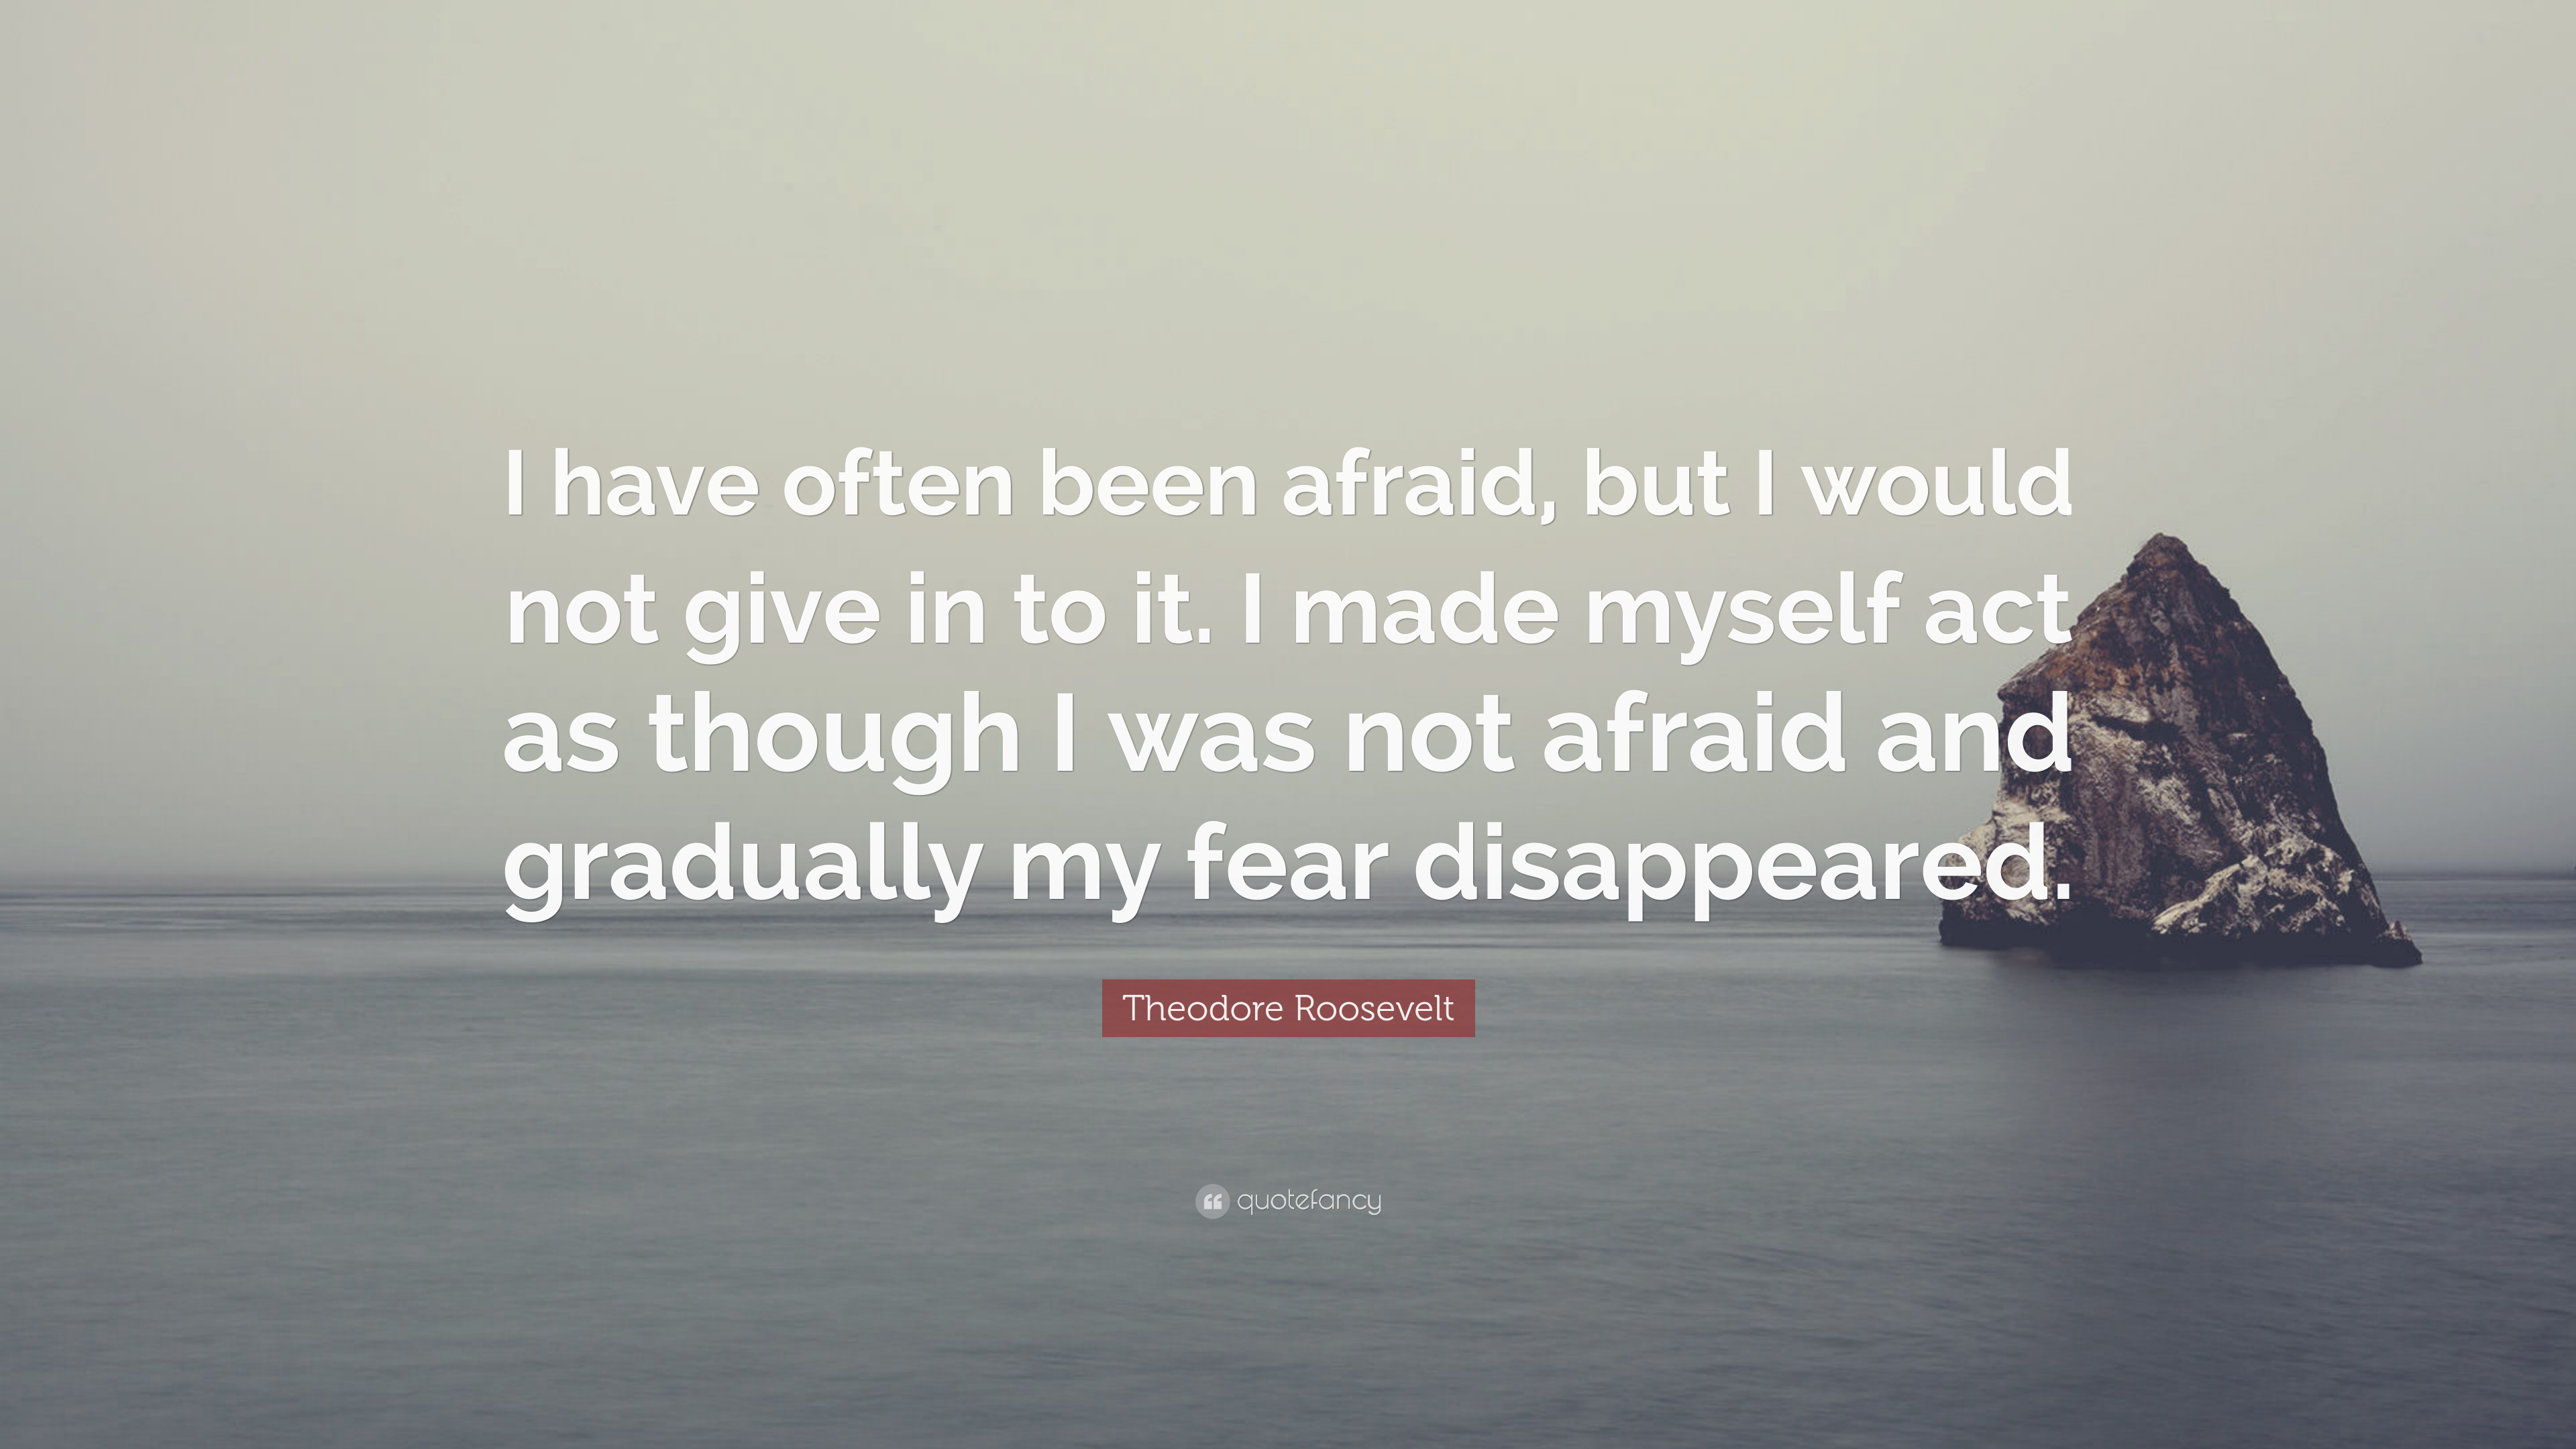 I have often been afraid, but I would
not give in to it. I made myself act
as though I was not afraid and
gradually my fear disappeared.
Theodore Roosevelt
quotefancy